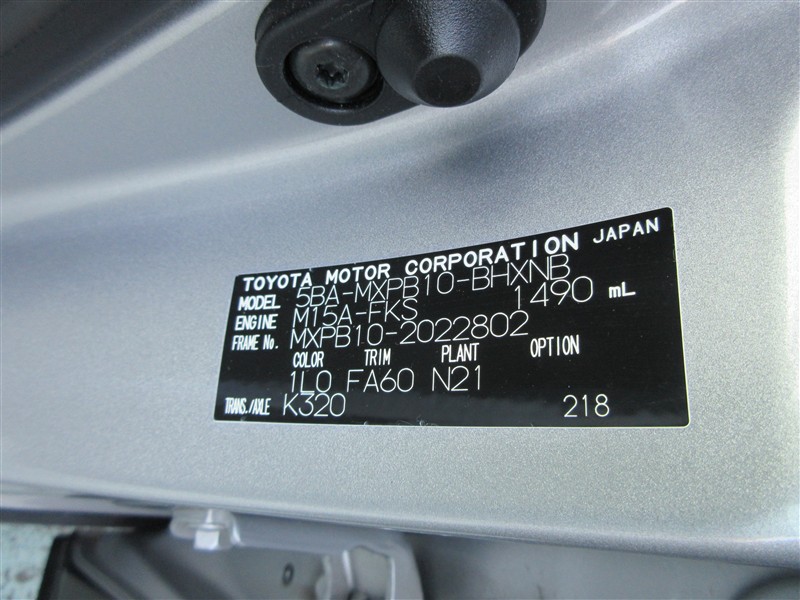 TOYOTA MOTOR CORPORATION JAPAN
MODEL 5BA-MXPB10-BHXNB
ENGINE M15A-FKS 1490 mL
FRAME No. MXPB10-2022802
COLOR TRIM PLANT OPTION
1L0 FA60 N21
TRANS./AXLE K320 218